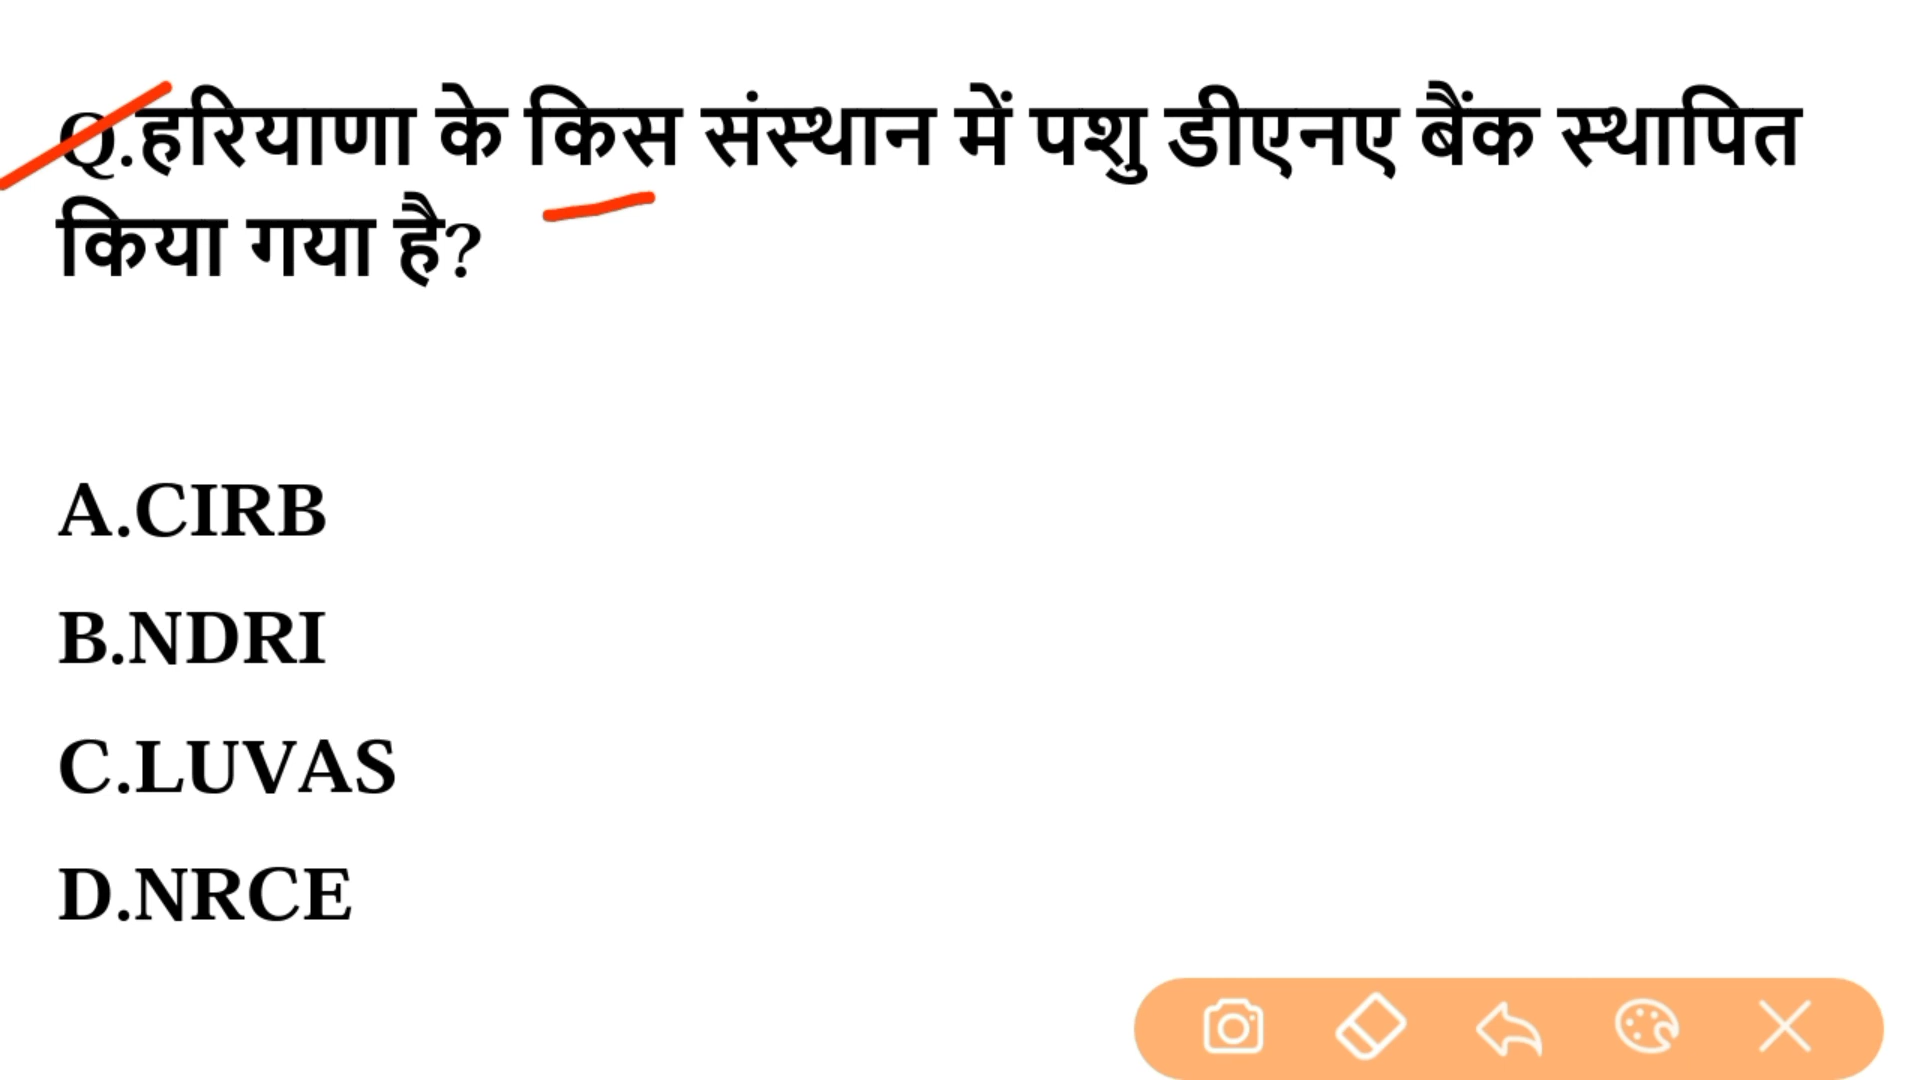 Q.हरियाणा के किस संस्थान में पशु डीएनए बैंक स्थापित
किया गया है?
A.CIRB
B.NDRI
C.LUVAS
D.NRCE